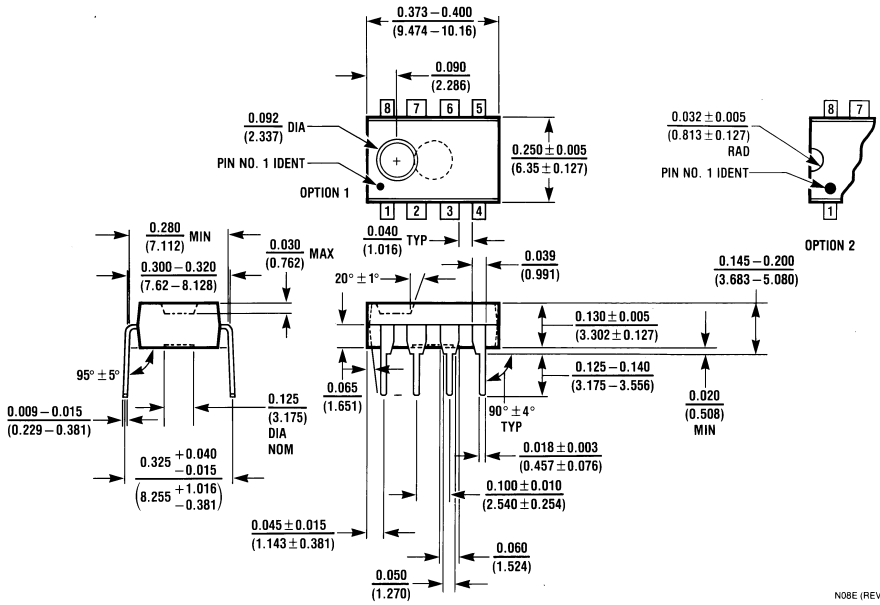 0.373 – 0.400
(9.474 – 10.16)
0.090
(2.286)
8 7 6 5
0.092
(2.337) DIA
PIN NO. 1 IDENT
OPTION 1
1 2 3 4
0.250 ± 0.005
(6.35 ± 0.127)
0.032 ± 0.005
(0.813 ± 0.127)
RAD
PIN NO. 1 IDENT
8 7
1
OPTION 2
0.280
(7.112) MIN
0.300 – 0.320
(7.62 – 8.128)
0.030
(0.762) MAX
0.040
(1.016) TYP
20° ± 1°
0.039
(0.991)
0.145 – 0.200
(3.683 – 5.080)
0.130 ± 0.005
(3.302 ± 0.127)
0.125 – 0.140
(3.175 – 3.556)
0.020
(0.508)
MIN
95° ± 5°
0.009 – 0.015
(0.229 – 0.381)
0.125
(3.175)
DIA
NOM
0.065
(1.651)
90° ± 4°
TYP
0.325 +0.040
–0.015
(8.255 +1.016
–0.381)
0.018 ± 0.003
(0.457 ± 0.076)
0.100 ± 0.010
(2.540 ± 0.254)
0.045 ± 0.015
(1.143 ± 0.381)
0.060
(1.524)
0.050
(1.270)
N08E (REV